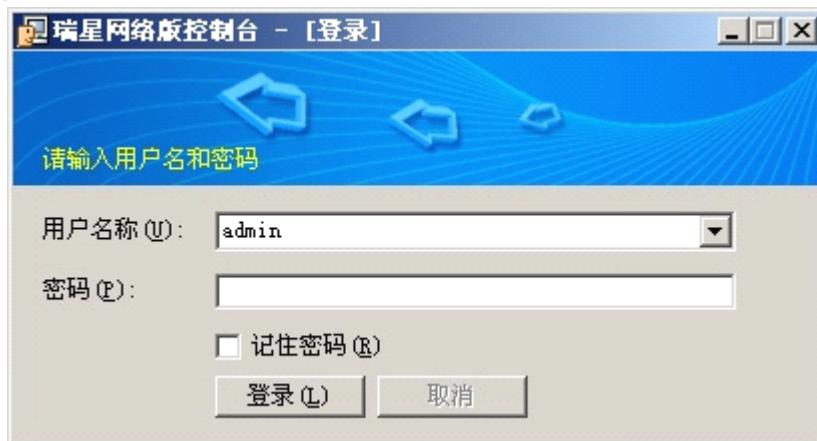 瑞星网络版控制台 - [登录]
请输入用户名和密码
用户名称(U): admin
密码(P):
记住密码(R)
登录(L) 取消